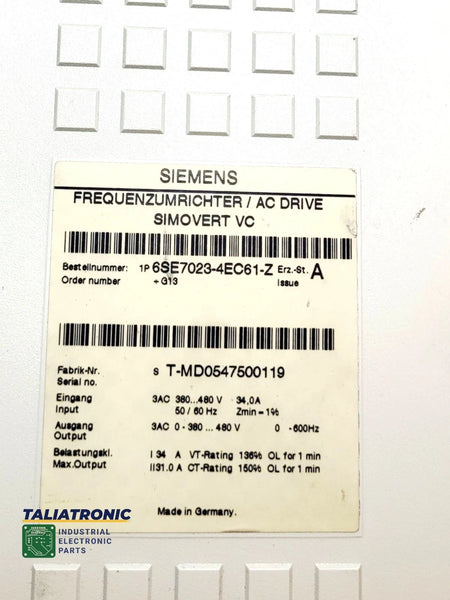 SIEMENS
FREQUENZUMRICHTER / AC DRIVE
SIMOVERT VC
Bestellnummer: 1P 6SE7023-4EC61-Z Erz.-St. A
Order number + G13 Issue
Fabrik-Nr. S T-MD0547500119
Serial no.
Eingang 3AC 380...480 V 34,0A
Input 50 / 60 Hz Zmin = 1%
Ausgang 3AC 0 - 380 ... 480 V 0 -600Hz
Output
Belastungskl. I 34 A VT-Rating 136% OL for 1 min
Max.Output II31.0 A CT-Rating 150% OL for 1 min
Made in Germany.
TALIATRONIC
INDUSTRIAL
ELECTRONIC
PARTS